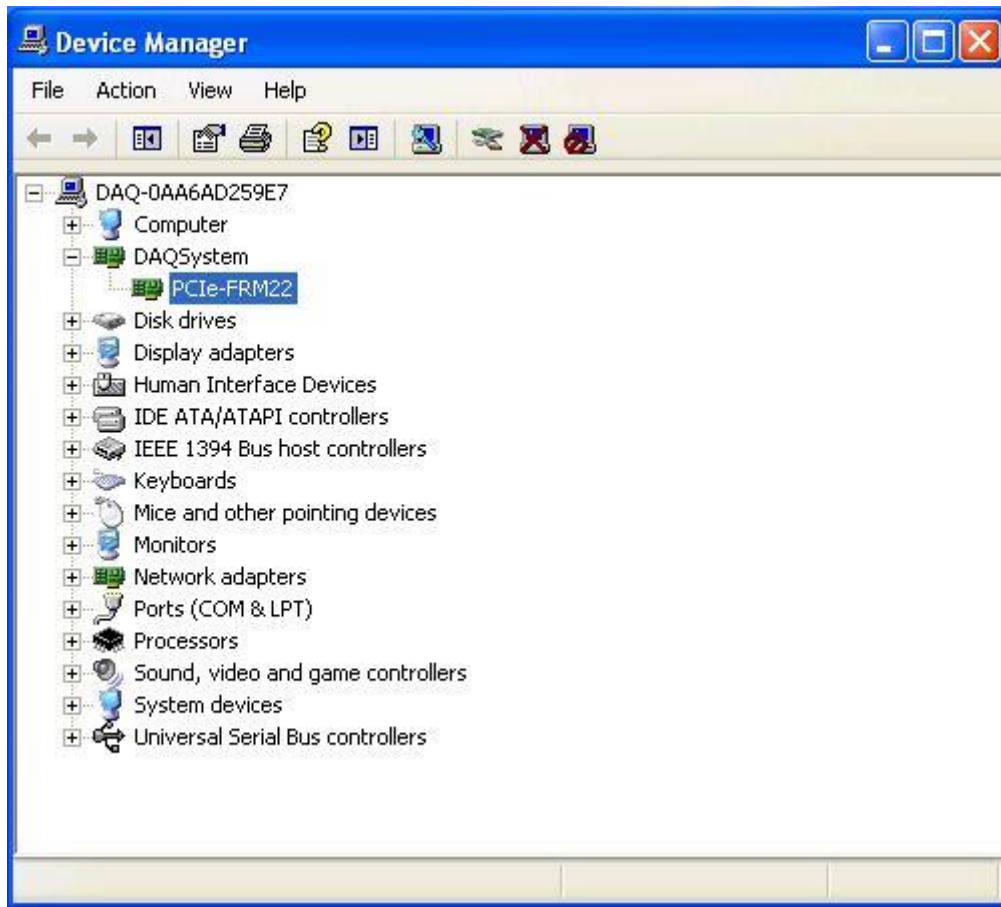 Device Manager
File Action View Help
DAQ-0AA6AD259E7
Computer
DAQSystem
PCIe-FRM22
Disk drives
Display adapters
Human Interface Devices
IDE ATA/ATAPI controllers
IEEE 1394 Bus host controllers
Keyboards
Mice and other pointing devices
Monitors
Network adapters
Ports (COM & LPT)
Processors
Sound, video and game controllers
System devices
Universal Serial Bus controllers